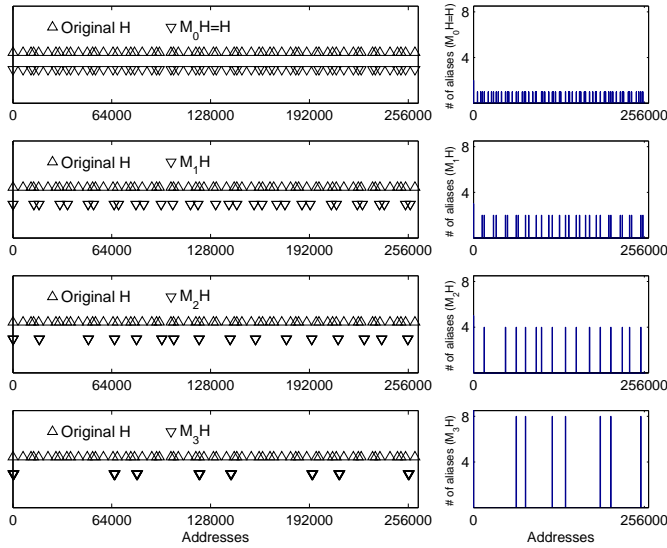 △ Original H ▽ M₀H=H
0 64000 128000 192000 256000
# of aliases (M₀H=H)
8
4
0 256000
△ Original H ▽ M₁H
0 64000 128000 192000 256000
# of aliases (M₁H)
8
4
0 256000
△ Original H ▽ M₂H
0 64000 128000 192000 256000
# of aliases (M₂H)
8
4
0 256000
△ Original H ▽ M₃H
0 64000 128000 192000 256000
Addresses
# of aliases (M₃H)
8
4
0 256000
Addresses